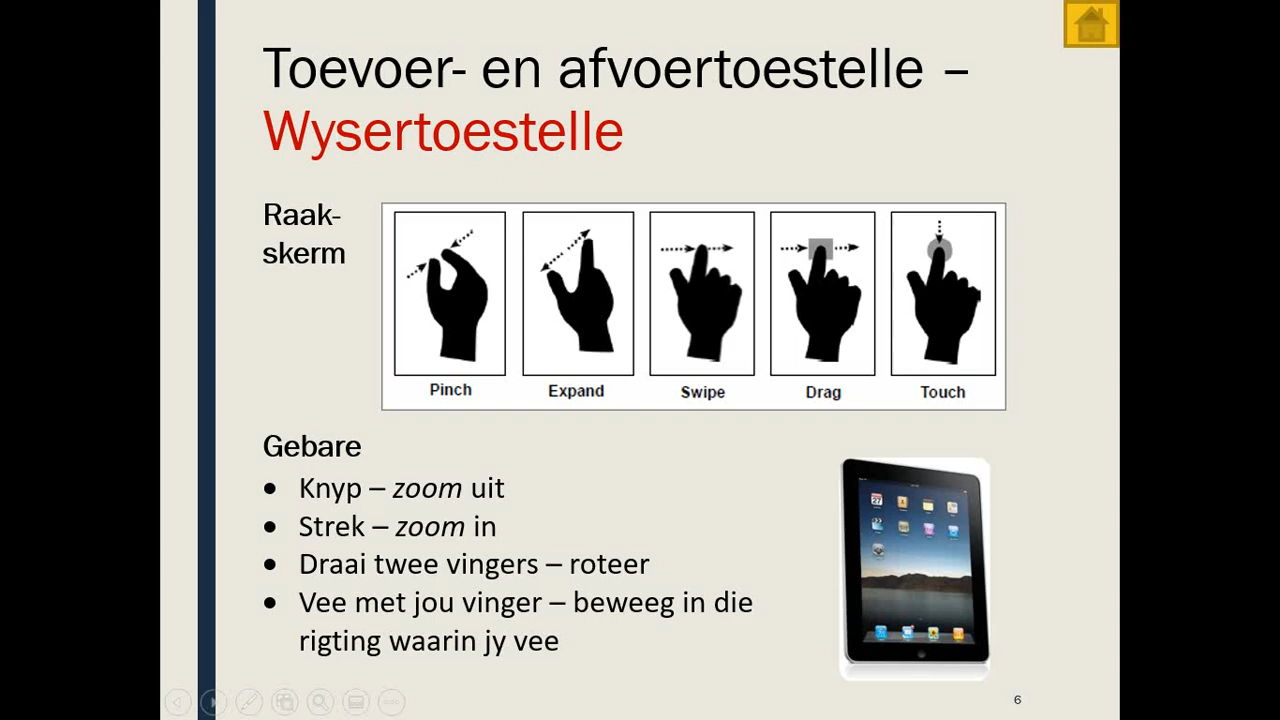 Toevoer- en afvoertoestelle –
Wysertoestelle
Raak-
skerm
Pinch
Expand
Swipe
Drag
Touch
Gebare
• Knyp – zoom uit
• Strek – zoom in
• Draai twee vingers – roteer
• Vee met jou vinger – beweeg in die
rigting waarin jy vee
6